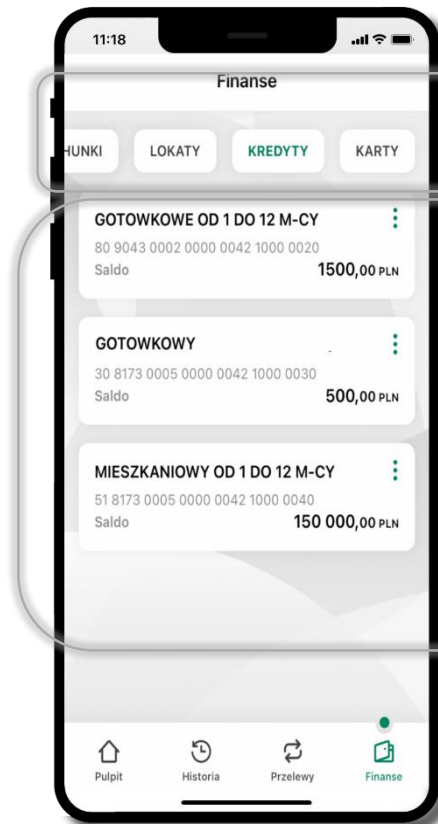 11:18
Finanse
HUNKI LOKATY KREDYTY KARTY
GOTOWKOWE OD 1 DO 12 M-CY
80 9043 0002 0000 0042 1000 0020
Saldo 1500,00 PLN
GOTOWKOWY
30 8173 0005 0000 0042 1000 0030
Saldo 500,00 PLN
MIESZKANIOWY OD 1 DO 12 M-CY
51 8173 0005 0000 0042 1000 0040
Saldo 150 000,00 PLN
Pulpit Historia Przelewy Finanse